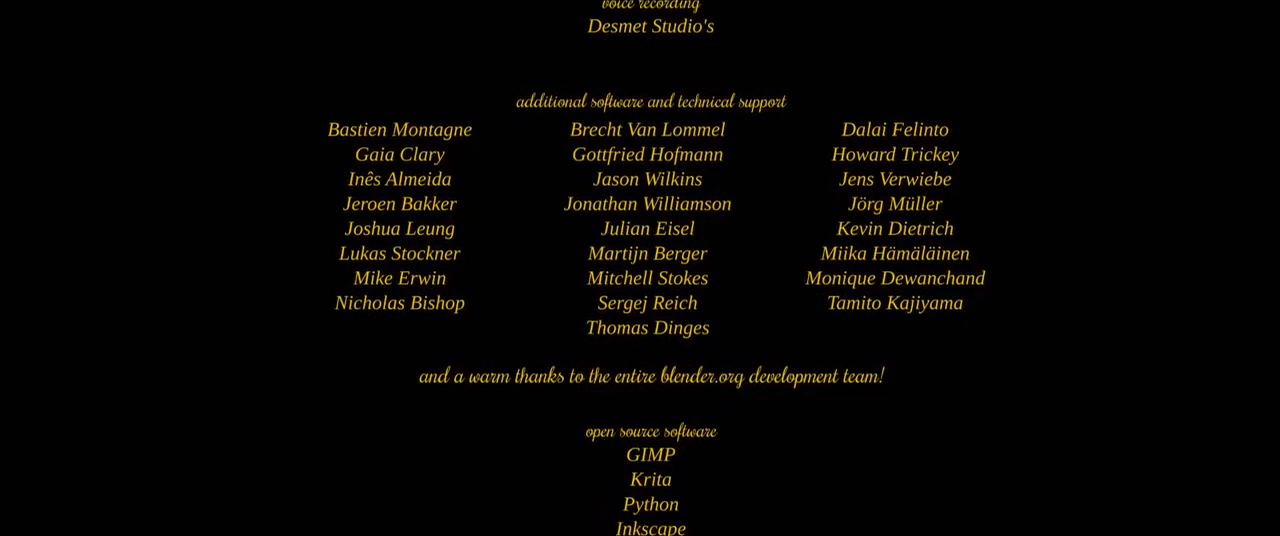 voice recording
Desmet Studio's
additional software and technical support
Bastien Montagne Brecht Van Lommel Dalai Felinto
Gaia Clary Gottfried Hofmann Howard Trickey
Inês Almeida Jason Wilkins Jens Verwiebe
Jeroen Bakker Jonathan Williamson Jörg Müller
Joshua Leung Julian Eisel Kevin Dietrich
Lukas Stockner Martijn Berger Miika Hämäläinen
Mike Erwin Mitchell Stokes Monique Dewanchand
Nicholas Bishop Sergej Reich Tamito Kajiyama
Thomas Dinges
and a warm thanks to the entire blender.org development team!
open source software
GIMP
Krita
Python
Inkscape